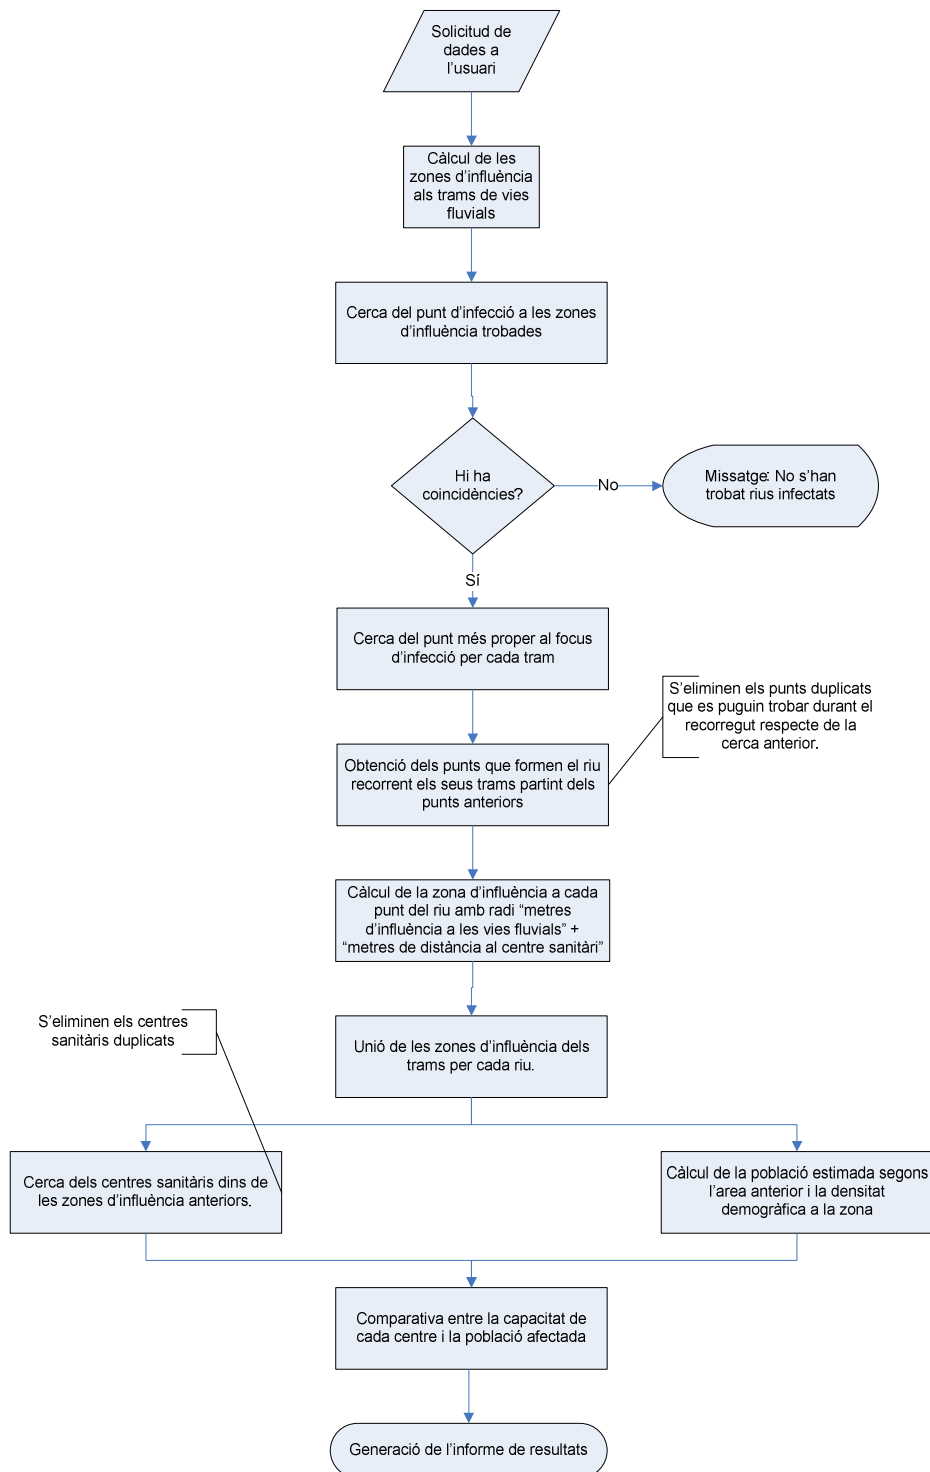 Solicitud de
dades a
l’usuari
Càlcul de les
zones d’influència
als trams de vies
fluvials
Cerca del punt d’infecció a les zones
d’influència trobades
Hi ha
coincidències?
No
Missatge: No s’han
trobat rius infectats
Sí
Cerca del punt més proper al focus
d’infecció per cada tram
S’eliminen els punts duplicats
que es puguin trobar durant el
recorregut respecte de la
cerca anterior.
Obtenció dels punts que formen el riu
recorrent els seus trams partint dels
punts anteriors
Càlcul de la zona d’influència a cada
punt del riu amb radi “metres
d’influència a les vies fluvials” +
“metres de distància al centre sanitàri”
S’eliminen els centres
sanitàris duplicats
Unió de les zones d’influència dels
trams per cada riu.
Cerca dels centres sanitàris dins de
les zones d’influència anteriors.
Càlcul de la població estimada segons
l’area anterior i la densitat
demogràfica a la zona
Comparativa entre la capacitat de
cada centre i la població afectada
Generació de l’informe de resultats